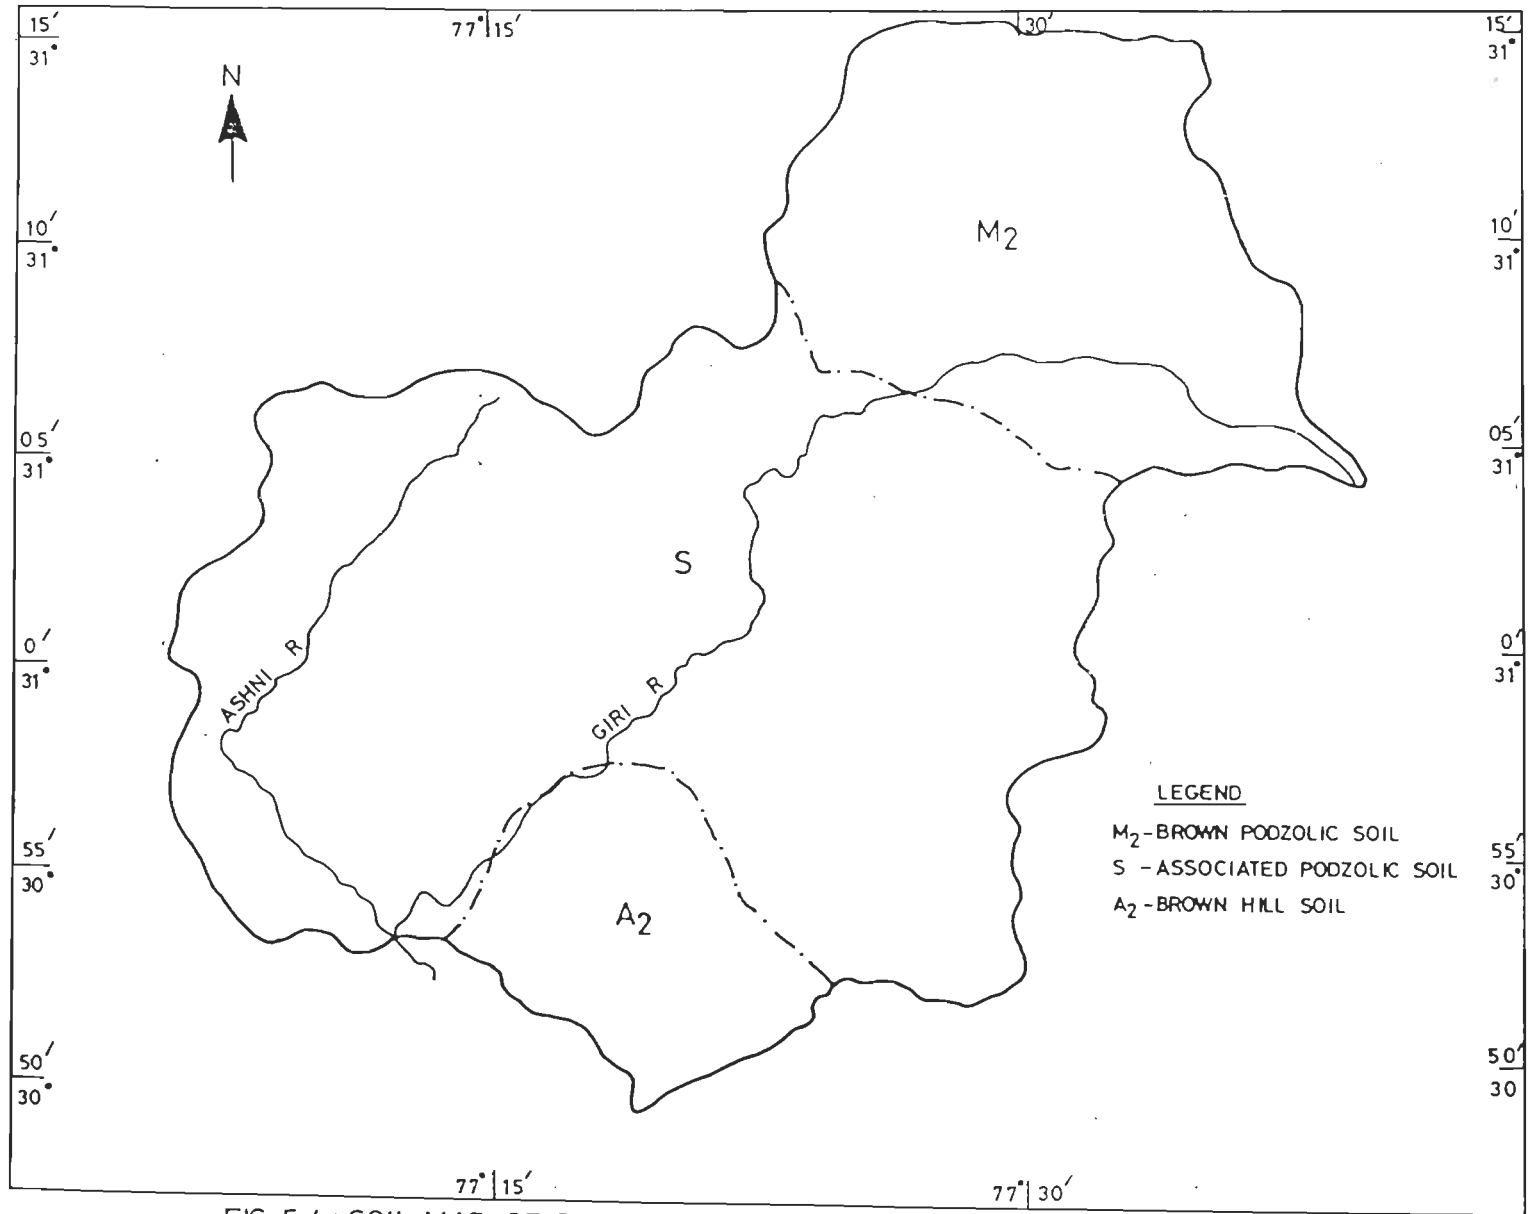 15′ 77° 15′ 30′ 15′
31° 31°
N
10′ 10′
31° 31°
M2
05′ 05′
31° 31°
S
0′ 0′
31° 31°
ASHNI R
GIRI R
LEGEND
M2-BROWN PODZOLIC SOIL
S -ASSOCIATED PODZOLIC SOIL
A2-BROWN HILL SOIL
55′ 55′
30° 30°
A2
50′ 50′
30° 30
77° 15′ 77° 30′
SOIL MAP